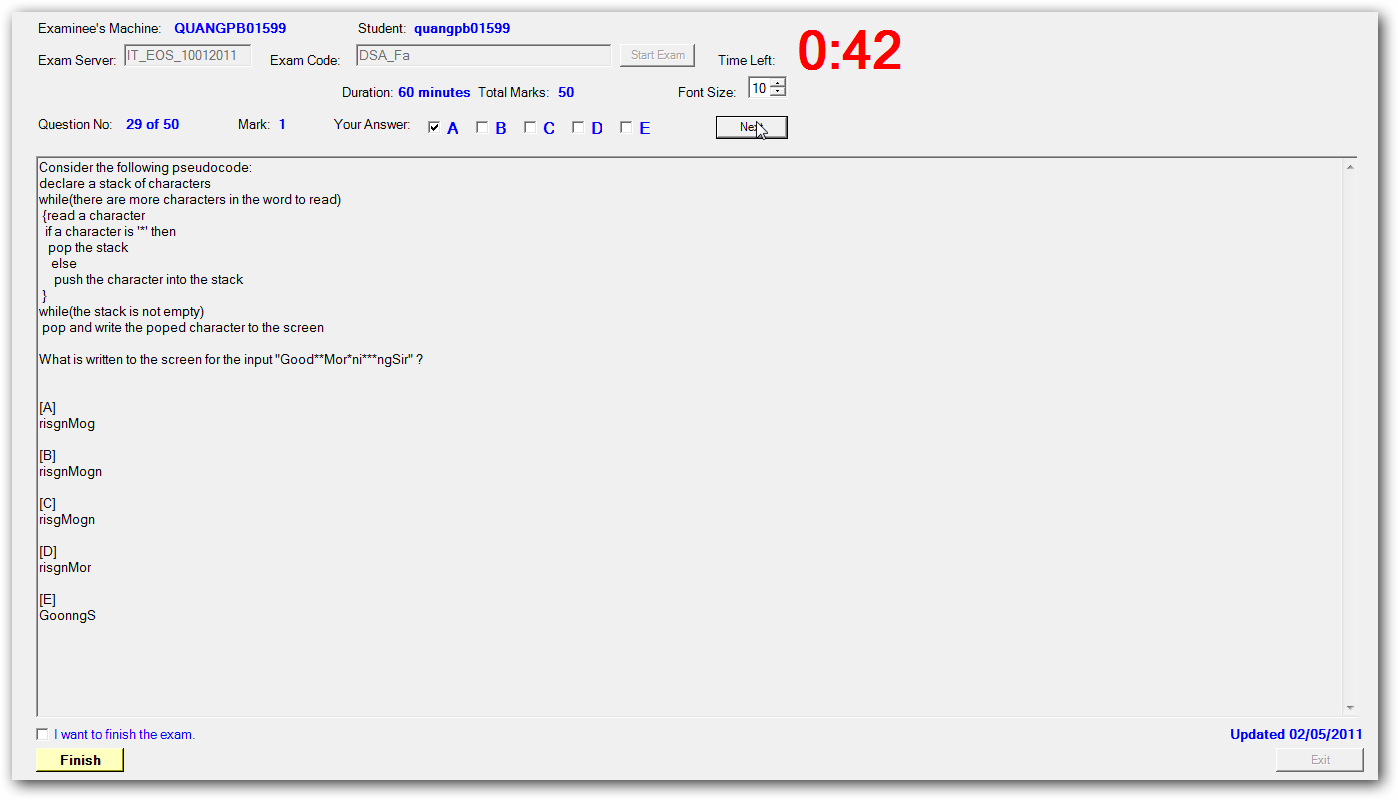 Examinee's Machine: QUANGPB01599 Student: quangpb01599
Exam Server: IT_EOS_10012011 Exam Code: DSA_Fa Start Exam Time Left: 0:42
Duration: 60 minutes Total Marks: 50 Font Size: 10
Question No: 29 of 50 Mark: 1 Your Answer: A B C D E Next
Consider the following pseudocode:
declare a stack of characters
while(there are more characters in the word to read)
{read a character
if a character is '*' then
pop the stack
else
push the character into the stack
}
while(the stack is not empty)
pop and write the poped character to the screen
What is written to the screen for the input "Good**Mor*ni***ngSir" ?
[A]
risgnMog
[B]
risgnMogn
[C]
risgMogn
[D]
risgnMor
[E]
GoonngS
I want to finish the exam. Updated 02/05/2011
Finish Exit